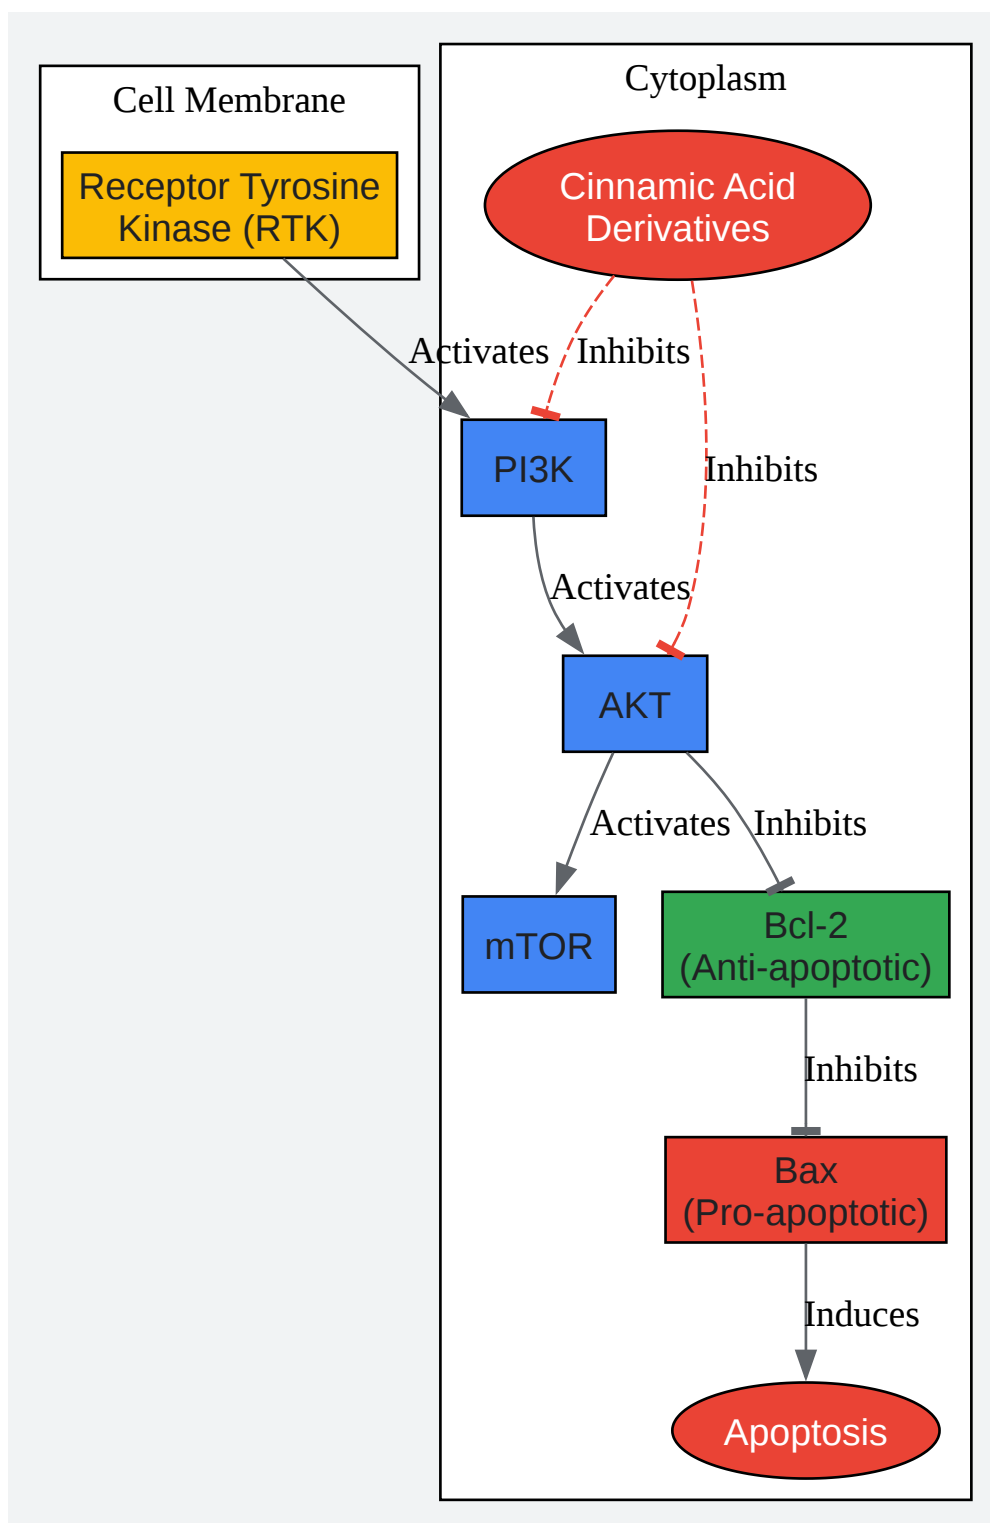 Cell Membrane
Receptor Tyrosine
Kinase (RTK)
Cytoplasm
Cinnamic Acid
Derivatives
Activates
Inhibits
PI3K
Inhibits
Activates
AKT
Activates
Inhibits
mTOR
Bcl-2
(Anti-apoptotic)
Inhibits
Bax
(Pro-apoptotic)
Induces
Apoptosis